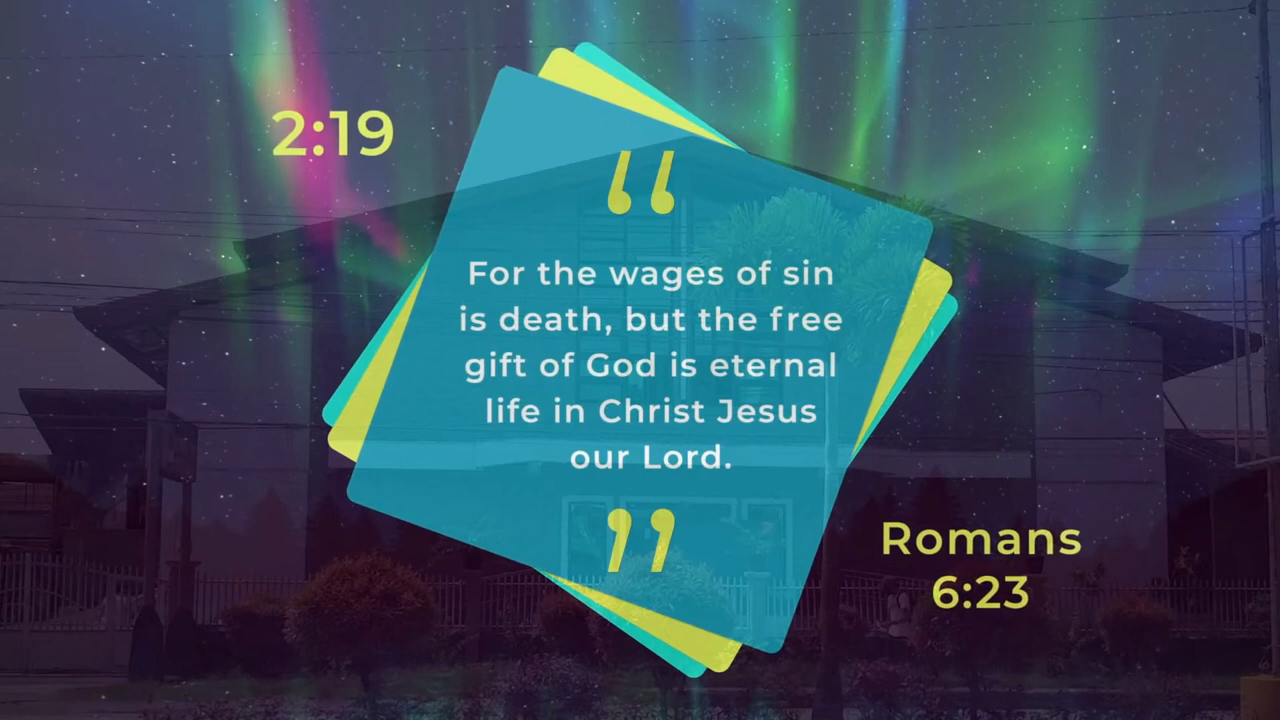 2:19
“
For the wages of sin
is death, but the free
gift of God is eternal
life in Christ Jesus
our Lord.
”
Romans
6:23